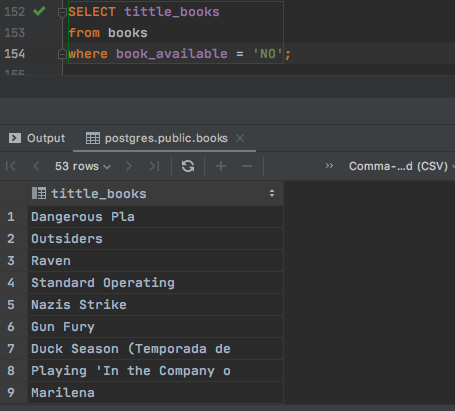 152 SELECT tittle_books
153 from books
154 where book_available = 'NO';
155
Output postgres.public.books
53 rows Comma-...d (CSV)
tittle_books
1 Dangerous Pla
2 Outsiders
3 Raven
4 Standard Operating
5 Nazis Strike
6 Gun Fury
7 Duck Season (Temporada de
8 Playing 'In the Company o
9 Marilena